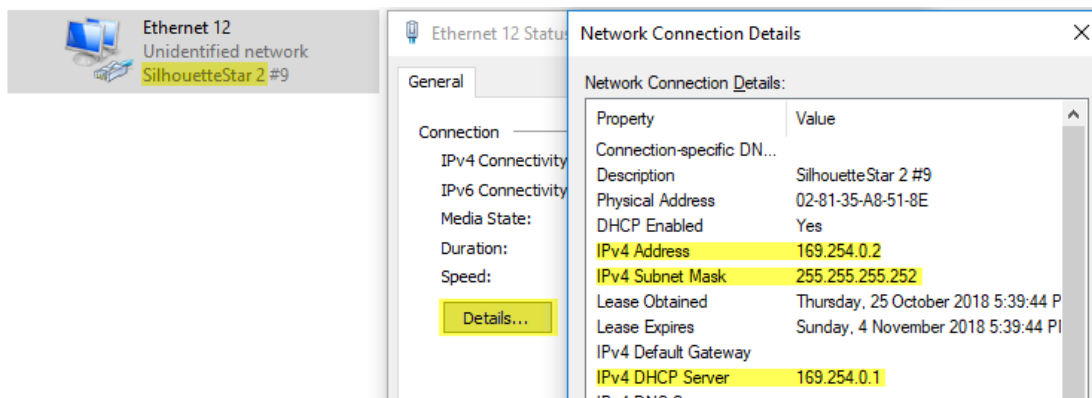 Ethernet 12
Unidentified network
SilhouetteStar 2 #9
Ethernet 12 Status
General
Connection
IPv4 Connectivity
IPv6 Connectivity
Media State:
Duration:
Speed:
Details...
Network Connection Details
Network Connection Details:
Property Value
Connection-specific DN...
Description SilhouetteStar 2 #9
Physical Address 02-81-35-A8-51-8E
DHCP Enabled Yes
IPv4 Address 169.254.0.2
IPv4 Subnet Mask 255.255.255.252
Lease Obtained Thursday, 25 October 2018 5:39:44 P
Lease Expires Sunday, 4 November 2018 5:39:44 P
IPv4 Default Gateway
IPv4 DHCP Server 169.254.0.1